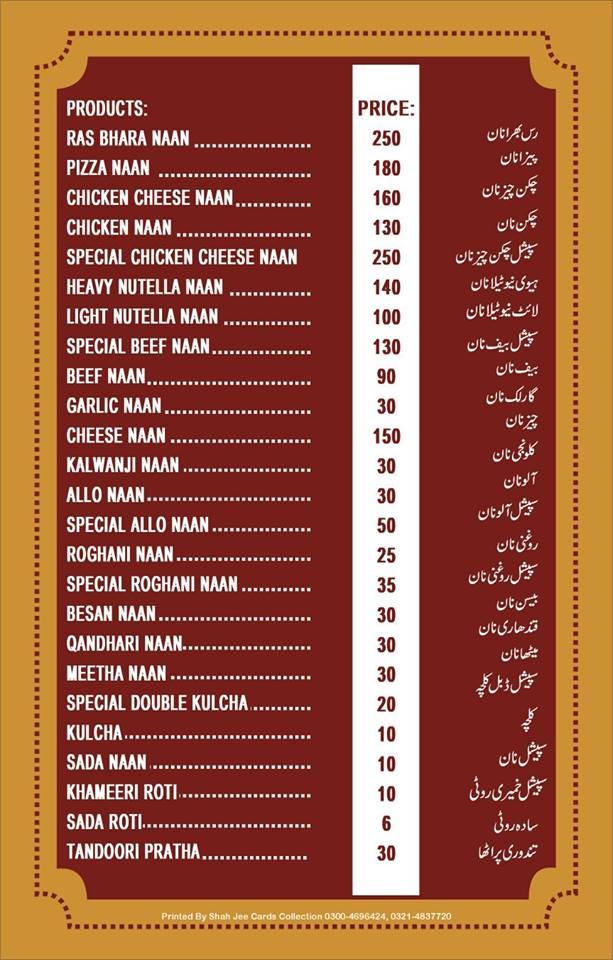 PRODUCTS: PRICE:
RAS BHARA NAAN ........................ 250 رس بھرا نان
PIZZA NAAN ............................... 180 پیزا نان
CHICKEN CHEESE NAAN ............... 160 چکن چیز نان
CHICKEN NAAN ........................... 130 چکن نان
SPECIAL CHICKEN CHEESE NAAN 250 سپیشل چکن چیز نان
HEAVY NUTELLA NAAN ................ 140 ہیوی نیوٹیلا نان
LIGHT NUTELLA NAAN ................. 100 لائٹ نیوٹیلا نان
SPECIAL BEEF NAAN .................... 130 سپیشل بیف نان
BEEF NAAN ................................. 90 بیف نان
GARLIC NAAN .............................. 30 گارلک نان
CHEESE NAAN ............................ 150 چیز نان
KALWANJI NAAN ......................... 30 کلونجی نان
ALLO NAAN ................................. 30 آلو نان
SPECIAL ALLO NAAN .................... 50 سپیشل آلو نان
ROGHANI NAAN ........................... 25 روغنی نان
SPECIAL ROGHANI NAAN .............. 35 سپیشل روغنی نان
BESAN NAAN ............................... 30 بیسن نان
QANDHARI NAAN .......................... 30 قندھاری نان
MEETHA NAAN ............................ 30 میٹھا نان
SPECIAL DOUBLE KULCHA ............ 20 سپیشل ڈبل کلچہ
KULCHA ..................................... 10 کلچہ
SADA NAAN ................................ 10 سپیشل نان
KHAMEERI ROTI .......................... 10 سپیشل خمیری روٹی
SADA ROTI .................................. 6 سادہ روٹی
TANDOORI PRATHA ..................... 30 تندوری پراٹھا
Printed By Shah Jee Cards Collection 0300-4696424, 0321-4837720